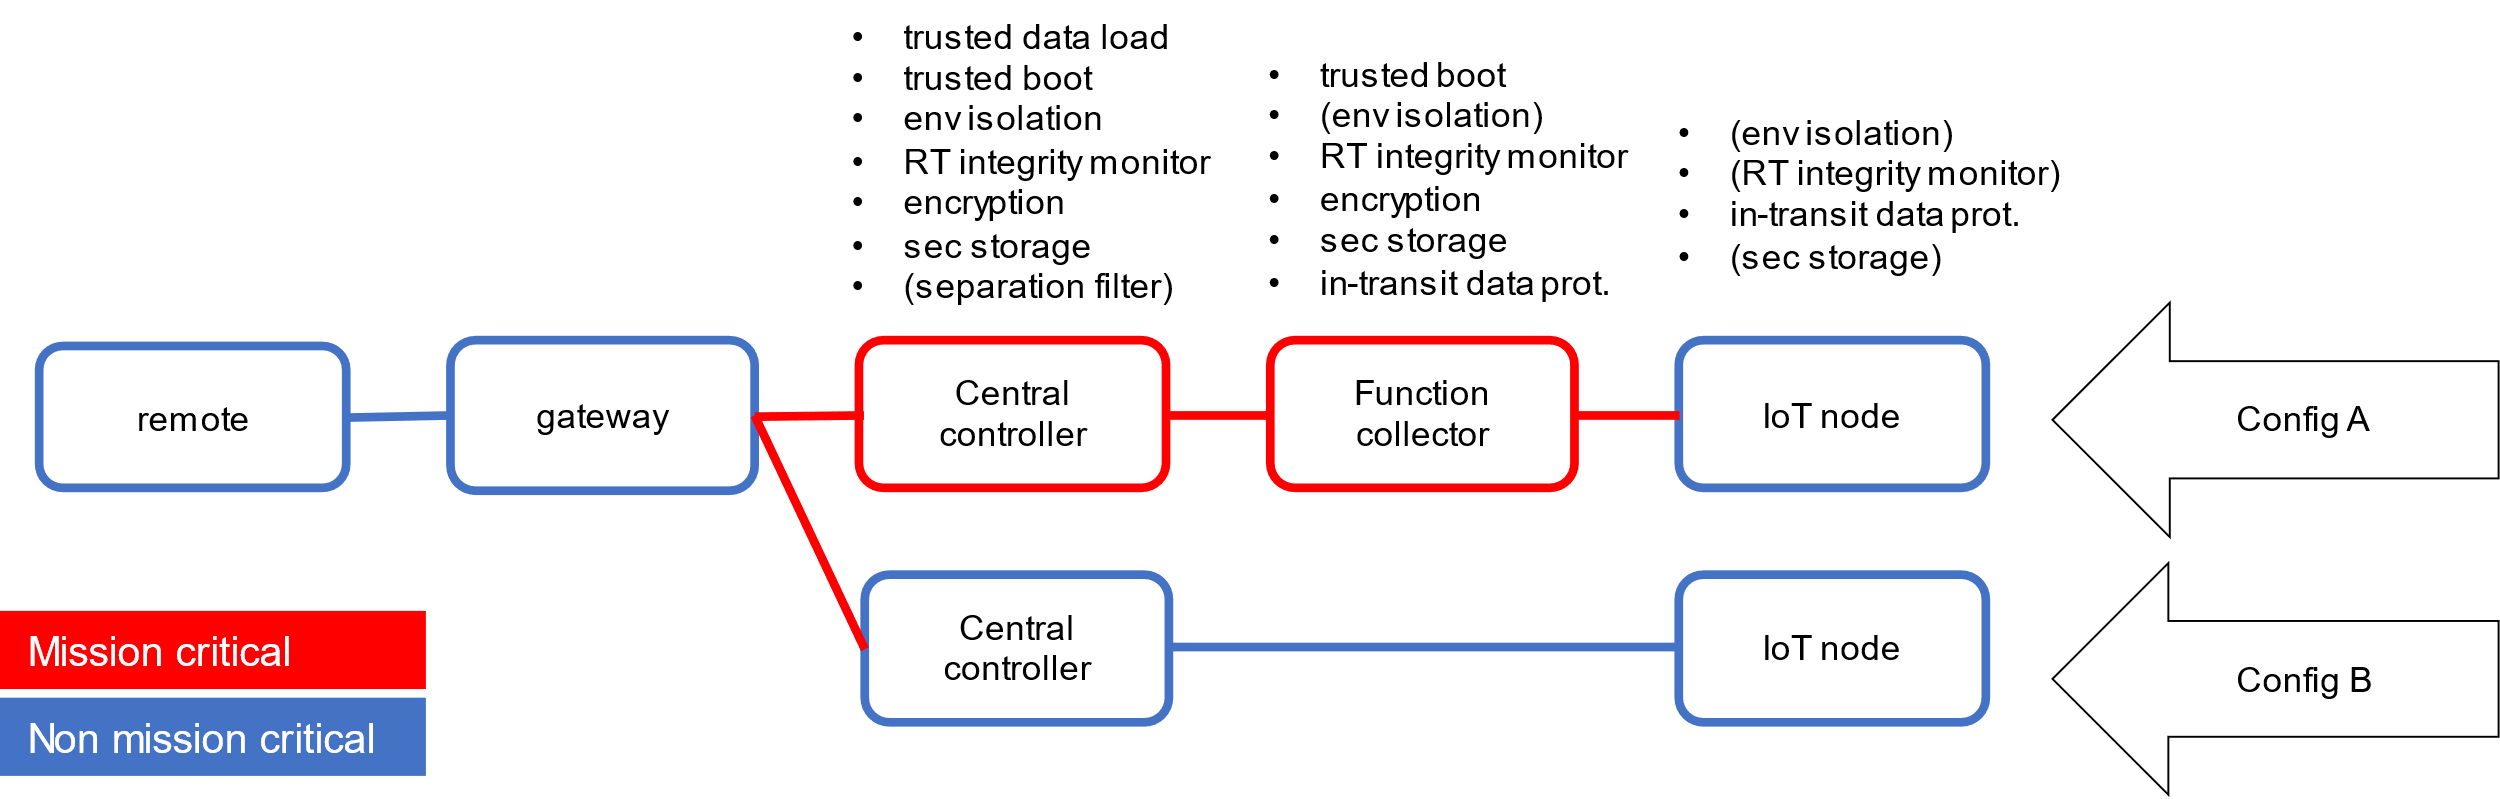 • trusted data load
• trusted boot
• env isolation
• RT integrity monitor
• encryption
• sec storage
• (separation filter)
• trusted boot
• (env isolation)
• RT integrity monitor
• encryption
• sec storage
• in-transit data prot.
• (env isolation)
• (RT integrity monitor)
• in-transit data prot.
• (sec storage)
remote
gateway
Central
controller
Function
collector
IoT node
Config A
Central
controller
IoT node
Config B
Mission critical
Non mission critical